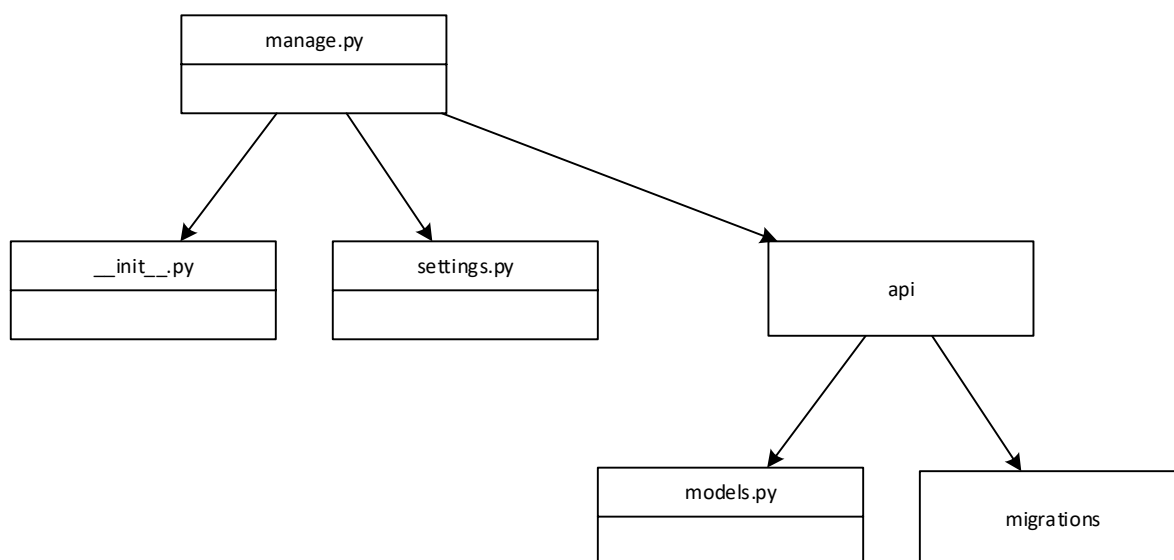 manage.py
__init__.py
settings.py
api
models.py
migrations